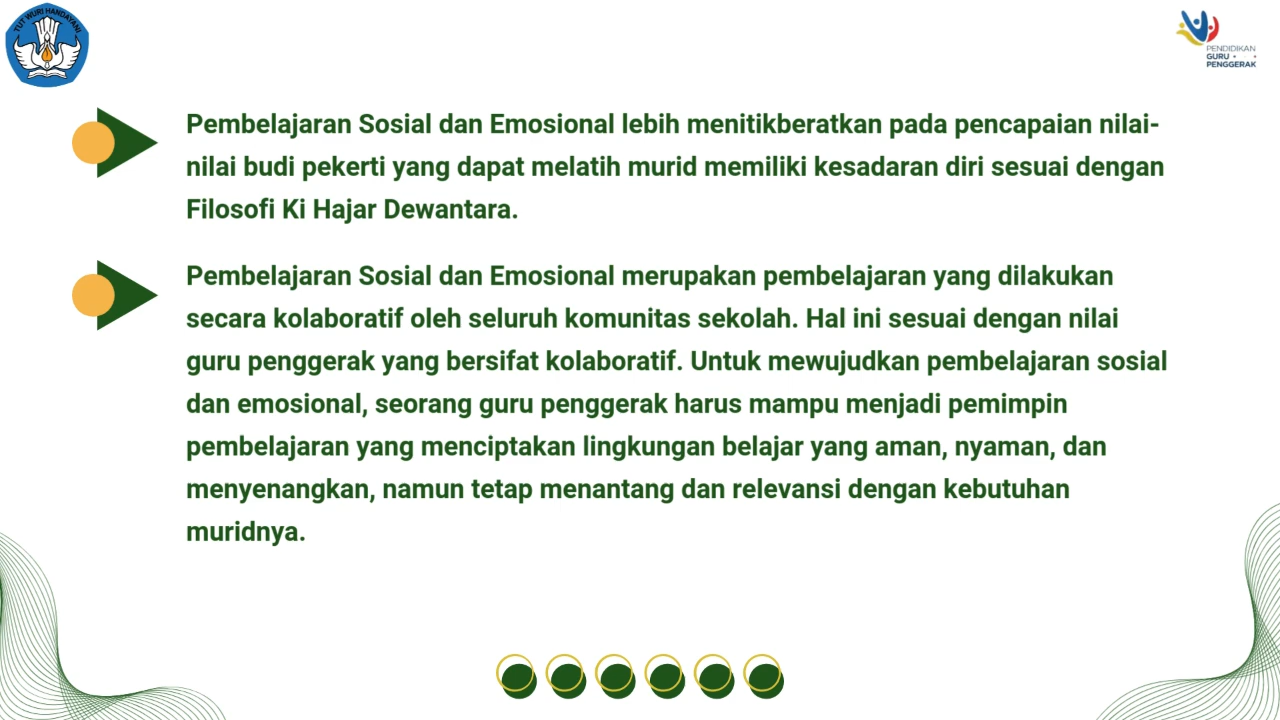 TUT WURI HANDAYANI
PENDIDIKAN
GURU
PENGGERAK
Pembelajaran Sosial dan Emosional lebih menitikberatkan pada pencapaian nilai-
nilai budi pekerti yang dapat melatih murid memiliki kesadaran diri sesuai dengan
Filosofi Ki Hajar Dewantara.
Pembelajaran Sosial dan Emosional merupakan pembelajaran yang dilakukan
secara kolaboratif oleh seluruh komunitas sekolah. Hal ini sesuai dengan nilai
guru penggerak yang bersifat kolaboratif. Untuk mewujudkan pembelajaran sosial
dan emosional, seorang guru penggerak harus mampu menjadi pemimpin
pembelajaran yang menciptakan lingkungan belajar yang aman, nyaman, dan
menyenangkan, namun tetap menantang dan relevansi dengan kebutuhan
muridnya.